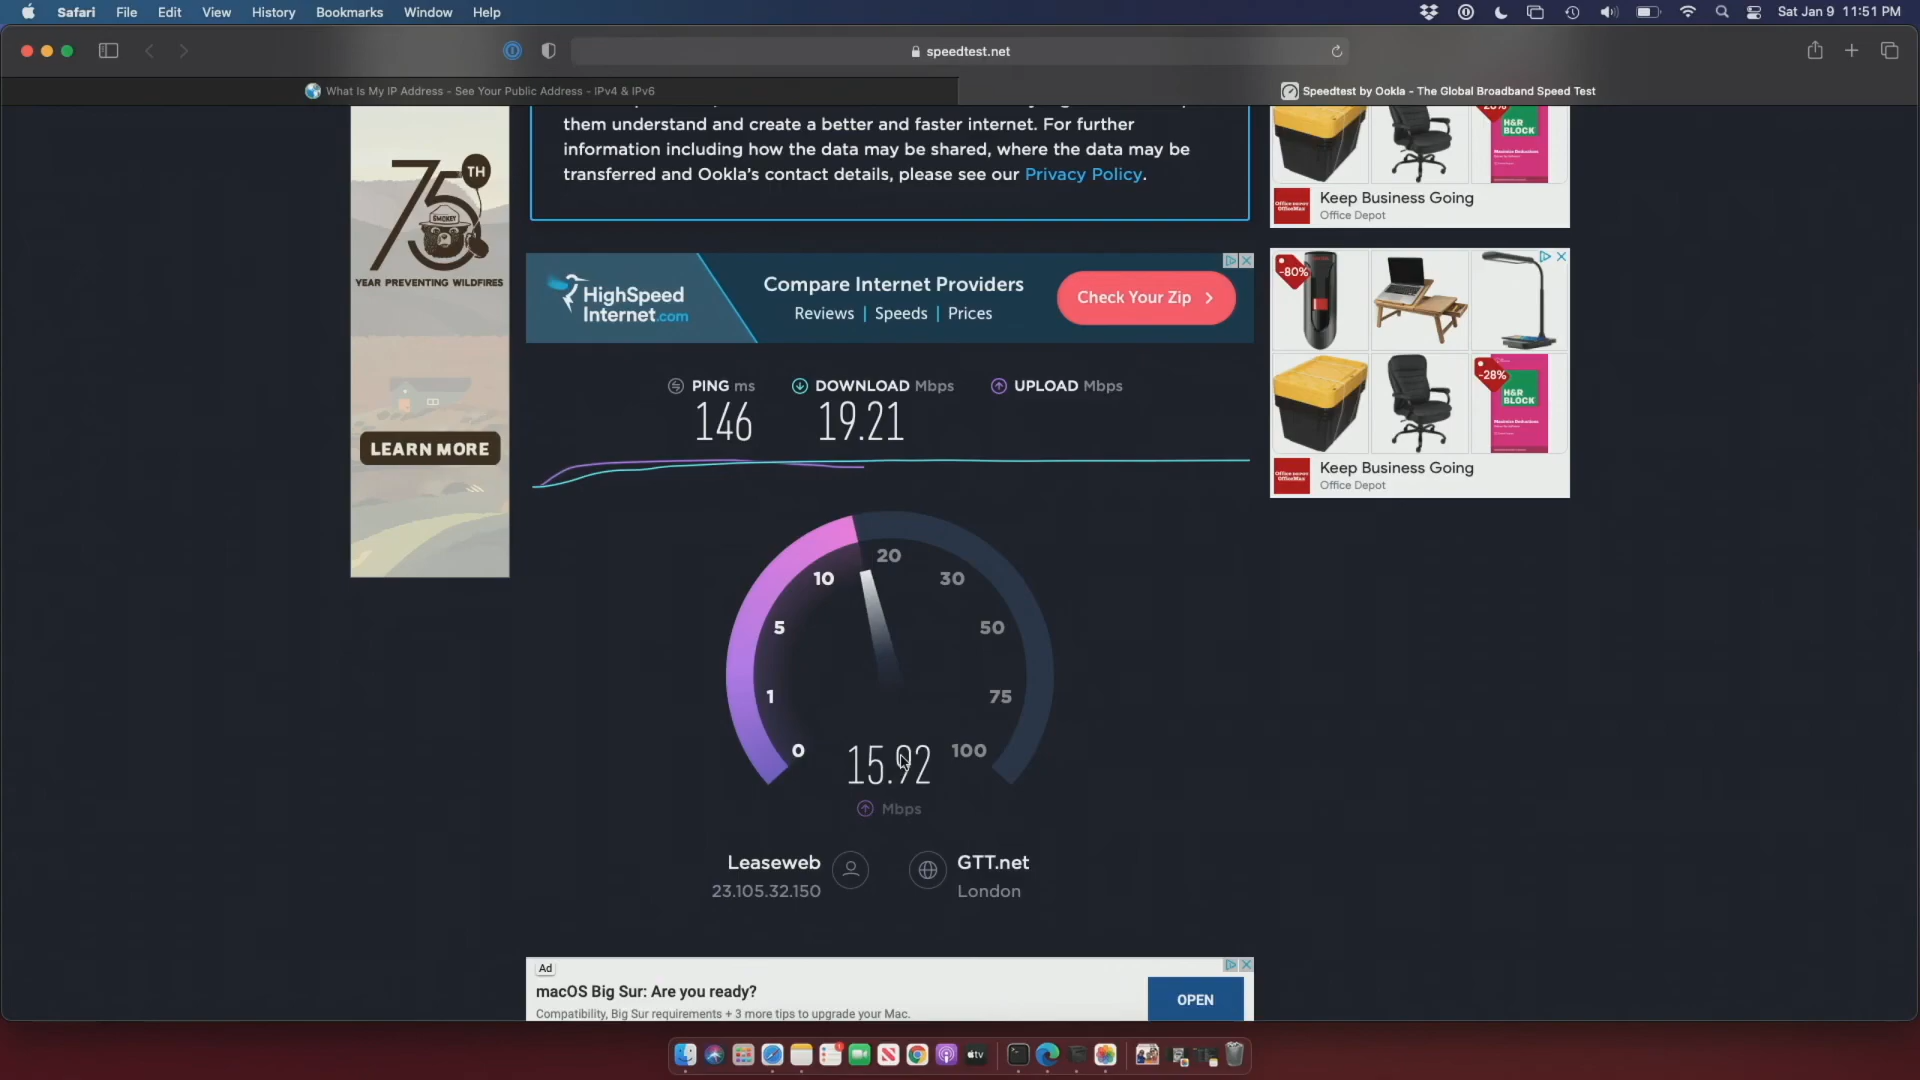 Safari File Edit View History Bookmarks Window Help
Sat Jan 9 11:51 PM
speedtest.net
What Is My IP Address - See Your Public Address - IPv4 & IPv6
Speedtest by Ookla - The Global Broadband Speed Test
them understand and create a better and faster internet. For further
information including how the data may be shared, where the data may be
transferred and Ookla's contact details, please see our Privacy Policy.
75TH
SMOKEY
YEAR PREVENTING WILDFIRES
LEARN MORE
HighSpeed
Internet.com
Compare Internet Providers
Reviews | Speeds | Prices
Check Your Zip
H&R
BLOCK
Keep Business Going
Office Depot
-80%
-28%
H&R
BLOCK
Keep Business Going
Office Depot
PING ms
146
DOWNLOAD Mbps
19.21
UPLOAD Mbps
0
1
5
10
20
30
50
75
100
15.92
Mbps
Leaseweb
23.105.32.150
GTT.net
London
Ad
macOS Big Sur: Are you ready?
Compatibility, Big Sur requirements + 3 more tips to upgrade your Mac.
OPEN
tv